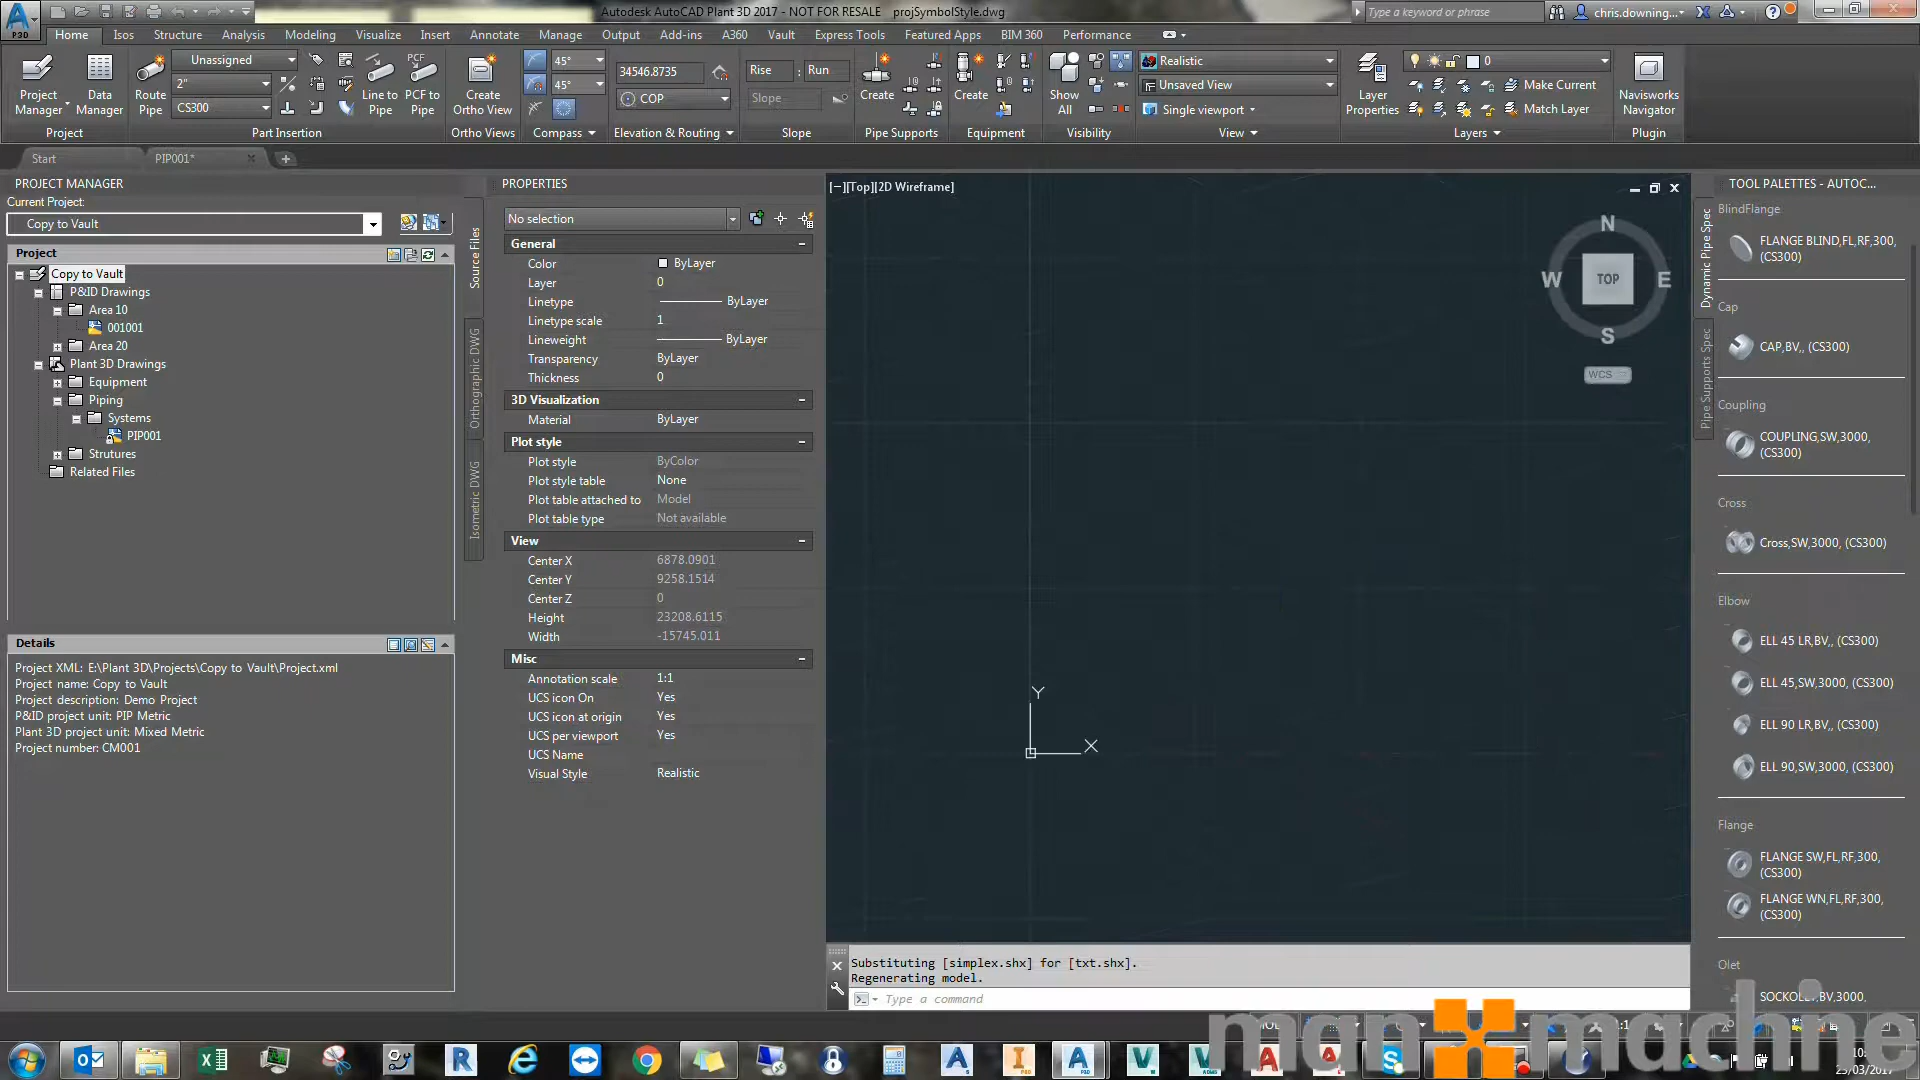 Autodesk AutoCAD Plant 3D 2017 - NOT FOR RESALE projSymbolStyle.dwg
Type a keyword or phrase
chris.downing...
P3D
Home Isos Structure Analysis Modeling Visualize Insert Annotate Manage Output Add-ins A360 Vault Express Tools Featured Apps BIM 360 Performance
Project Manager
Data Manager
Project
Route Pipe
Unassigned
2"
CS300
Line to Pipe
PCF
PCF to Pipe
Part Insertion
Create Ortho View
Ortho Views
45°
45°
Compass
34546.8735
COP
Elevation & Routing
Rise : Run
Slope
Slope
Create
Pipe Supports
Create
Equipment
Show All
Visibility
Realistic
Unsaved View
Single viewport
View
Layer Properties
0
Make Current
Match Layer
Layers
Navisworks Navigator
Plugin
Start
PIP001*
PROJECT MANAGER
Current Project:
Copy to Vault
Project
Copy to Vault
P&ID Drawings
Area 10
001001
Area 20
Plant 3D Drawings
Equipment
Piping
Systems
PIP001
Strutures
Related Files
Details
Project XML: E:\Plant 3D\Projects\Copy to Vault\Project.xml
Project name: Copy to Vault
Project description: Demo Project
P&ID project unit: PIP Metric
Plant 3D project unit: Mixed Metric
Project number: CM001
Source Files
Orthographic DWG
Isometric DWG
PROPERTIES
No selection
General
Color ByLayer
Layer 0
Linetype ByLayer
Linetype scale 1
Lineweight ByLayer
Transparency ByLayer
Thickness 0
3D Visualization
Material ByLayer
Plot style
Plot style ByColor
Plot style table None
Plot table attached to Model
Plot table type Not available
View
Center X 6878.0901
Center Y 9258.1514
Center Z 0
Height 23208.6115
Width -15745.011
Misc
Annotation scale 1:1
UCS icon On Yes
UCS icon at origin Yes
UCS per viewport Yes
UCS Name
Visual Style Realistic
[−][Top][2D Wireframe]
N
W TOP E
S
WCS
Y
X
Substituting [simplex.shx] for [txt.shx].
Regenerating model.
Type a command
TOOL PALETTES - AUTOC...
Dynamic Pipe Spec
Pipe Supports Spec
BlindFlange
FLANGE BLIND,FL,RF,300, (CS300)
Cap
CAP,BV,, (CS300)
Coupling
COUPLING,SW,3000, (CS300)
Cross
Cross,SW,3000, (CS300)
Elbow
ELL 45 LR,BV,, (CS300)
ELL 45,SW,3000, (CS300)
ELL 90 LR,BV,, (CS300)
ELL 90,SW,3000, (CS300)
Flange
FLANGE SW,FL,RF,300, (CS300)
FLANGE WN,FL,RF,300, (CS300)
Olet
SOCKOLET,BV,3000,
man machine
23/03/2017